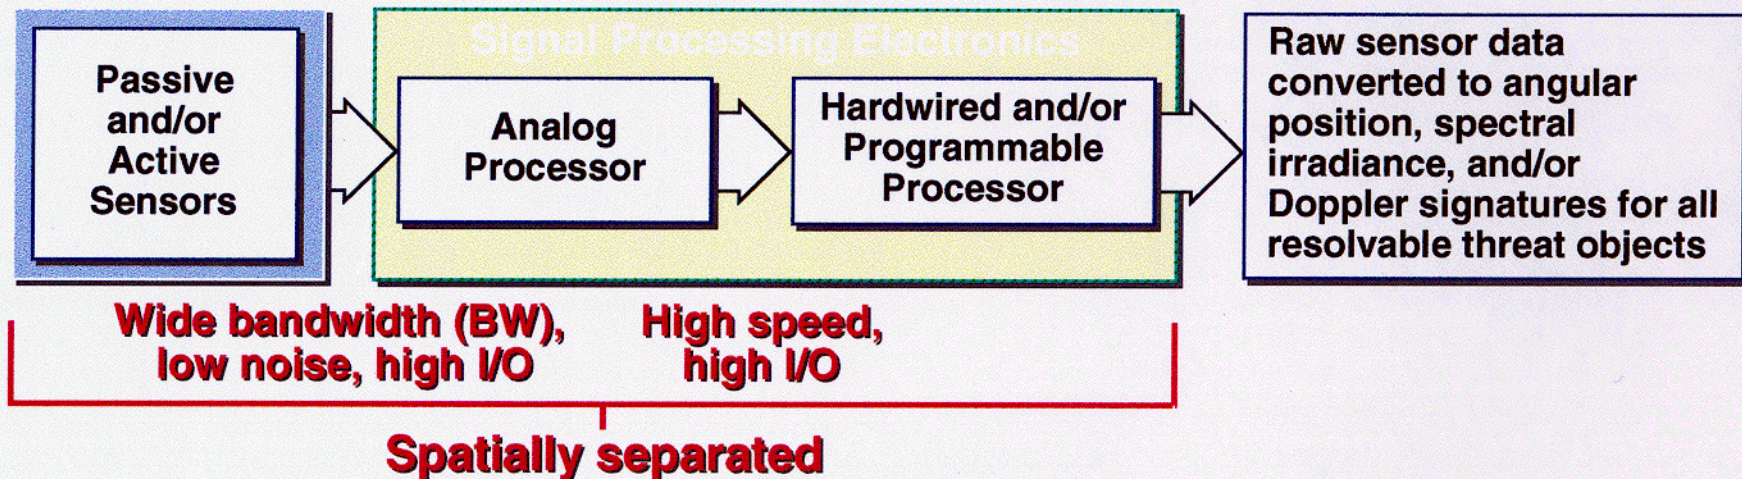 Signal Processing Electronics
Passive
and/or
Active
Sensors
Analog
Processor
Hardwired and/or
Programmable
Processor
Raw sensor data
converted to angular
position, spectral
irradiance, and/or
Doppler signatures for all
resolvable threat objects
Wide bandwidth (BW),
low noise, high I/O
High speed,
high I/O
Spatially separated